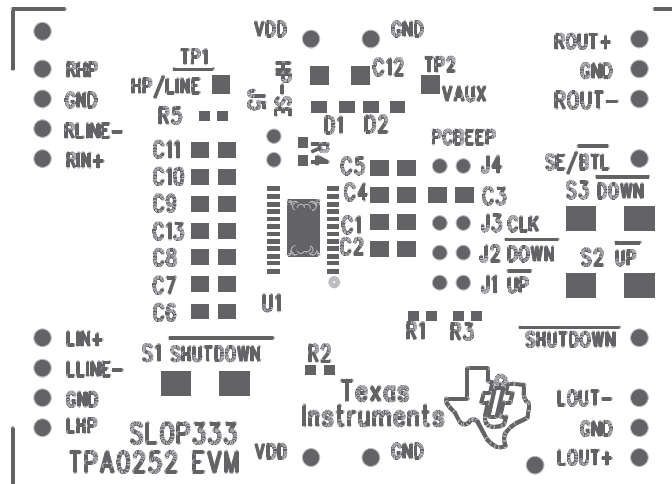 VDD GND
ROUT+
TP1
TP2
RHP
HP/LINE
HP-SE
C12
GND
GND
J5
VAUX
ROUT-
R5
D1 D2
RLINE-
PCBEEP
RIN+
C11
R4
C5
J4
SE/BTL
C10
C4
C3
S3 DOWN
C9
C1
J3 CLK
C13
C2
J2 DOWN
S2 UP
C8
C7
J1 UP
C6
U1
R1 R3
LIN+
SHUTDOWN
S1 SHUTDOWN
R2
LLINE-
Texas
Instruments
GND
LOUT-
LHP
SLOP333
GND
TPA0252 EVM
VDD GND
LOUT+